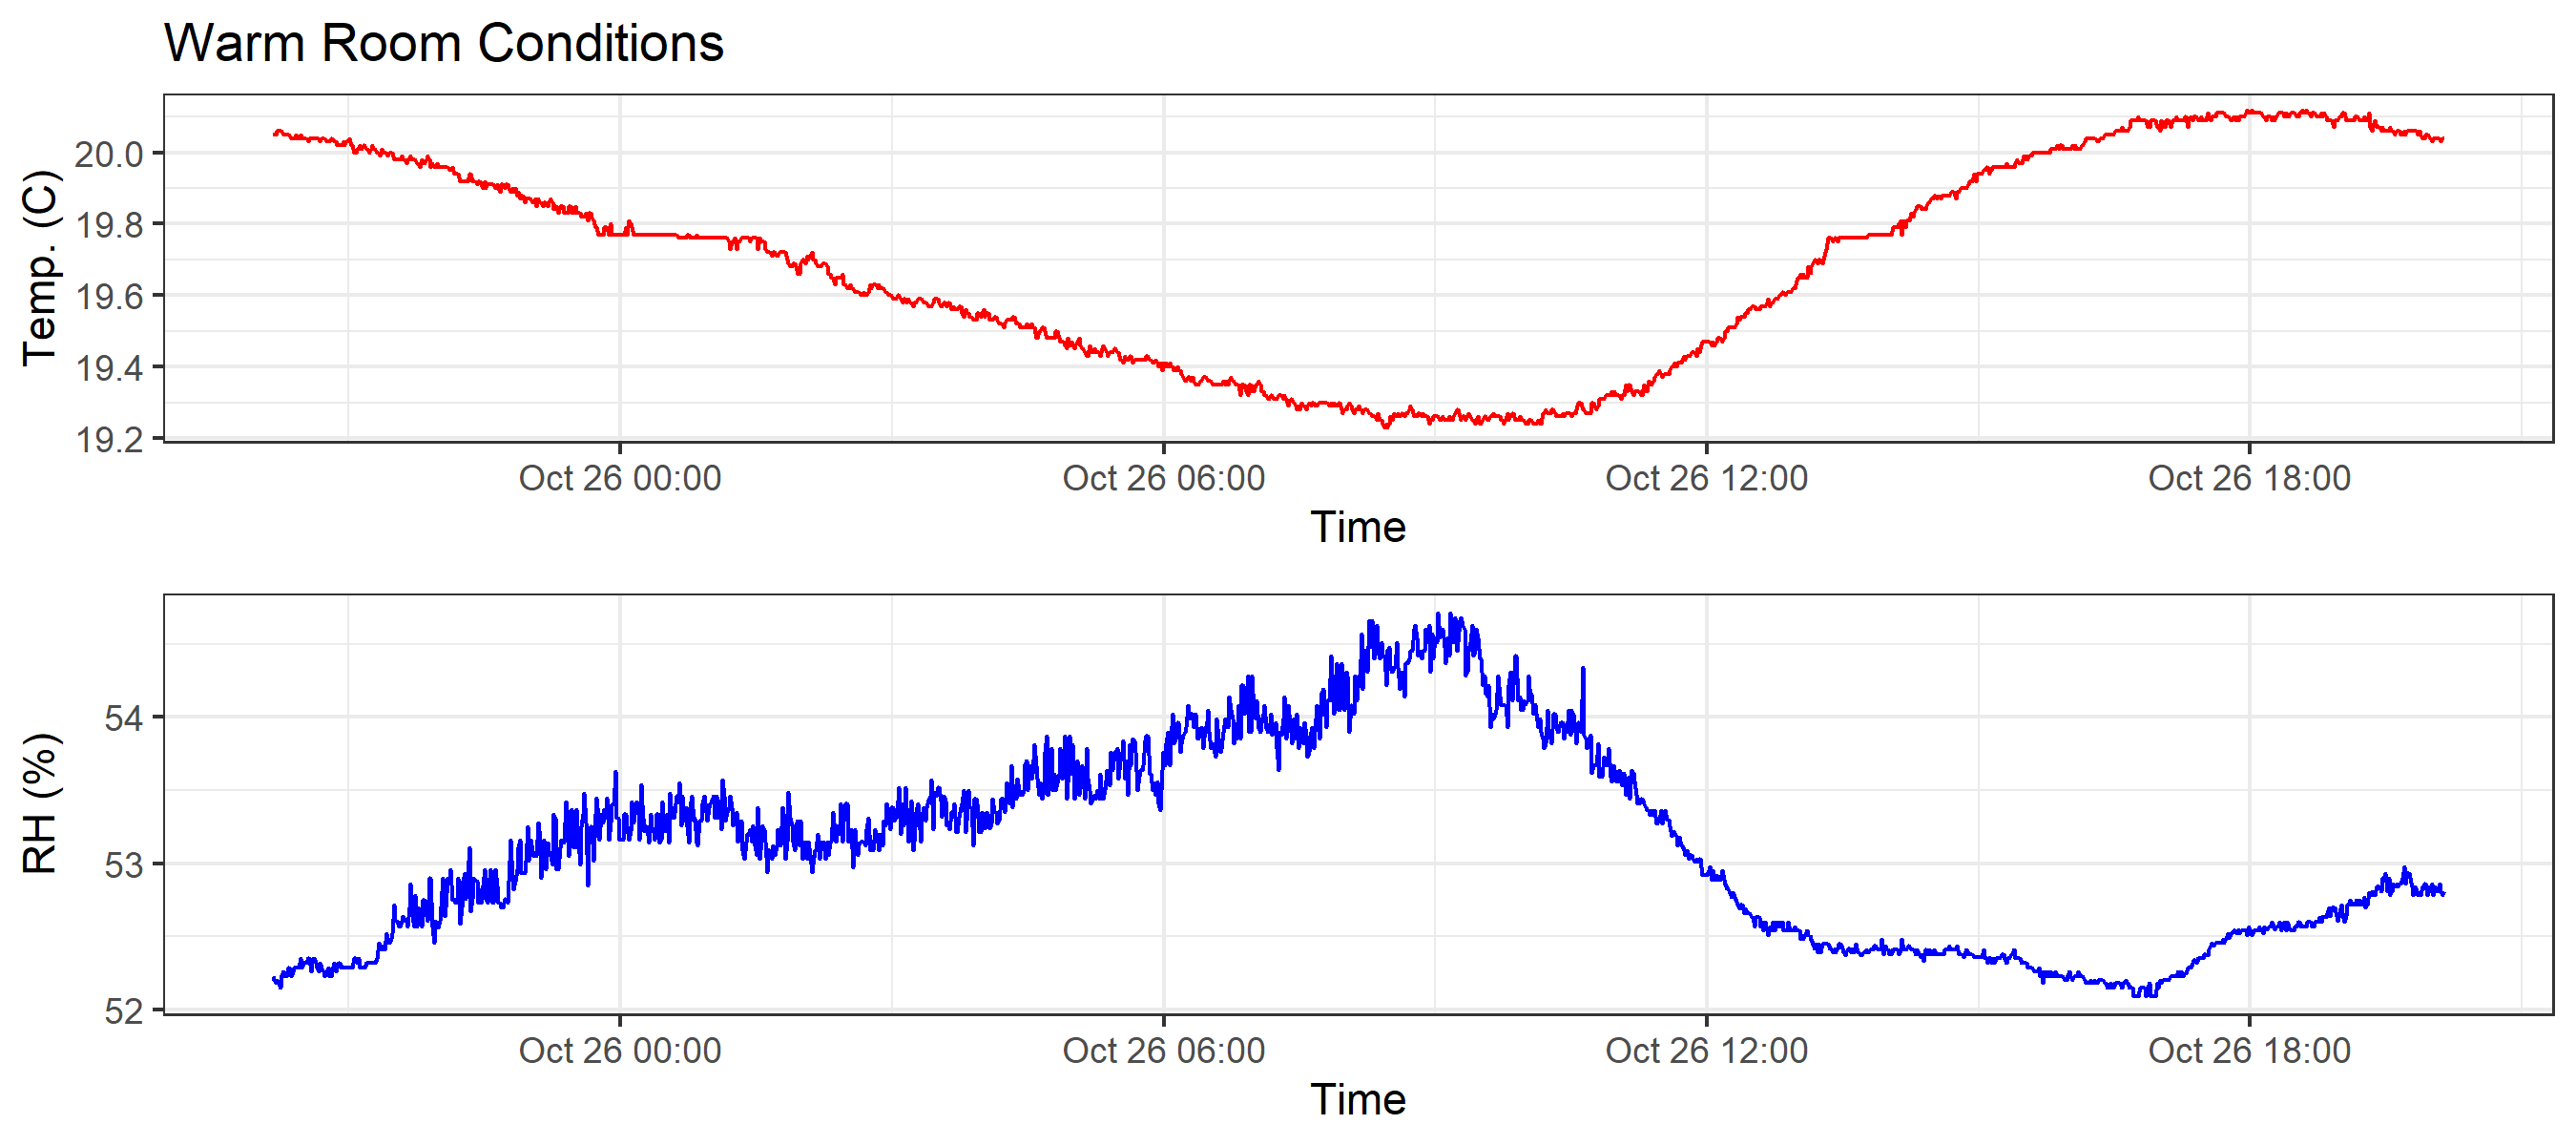 Warm Room Conditions
Temp. (C)
20.0
19.8
19.6
19.4
19.2
Oct 26 00:00 Oct 26 06:00 Oct 26 12:00 Oct 26 18:00
Time
RH (%)
54
53
52
Oct 26 00:00 Oct 26 06:00 Oct 26 12:00 Oct 26 18:00
Time